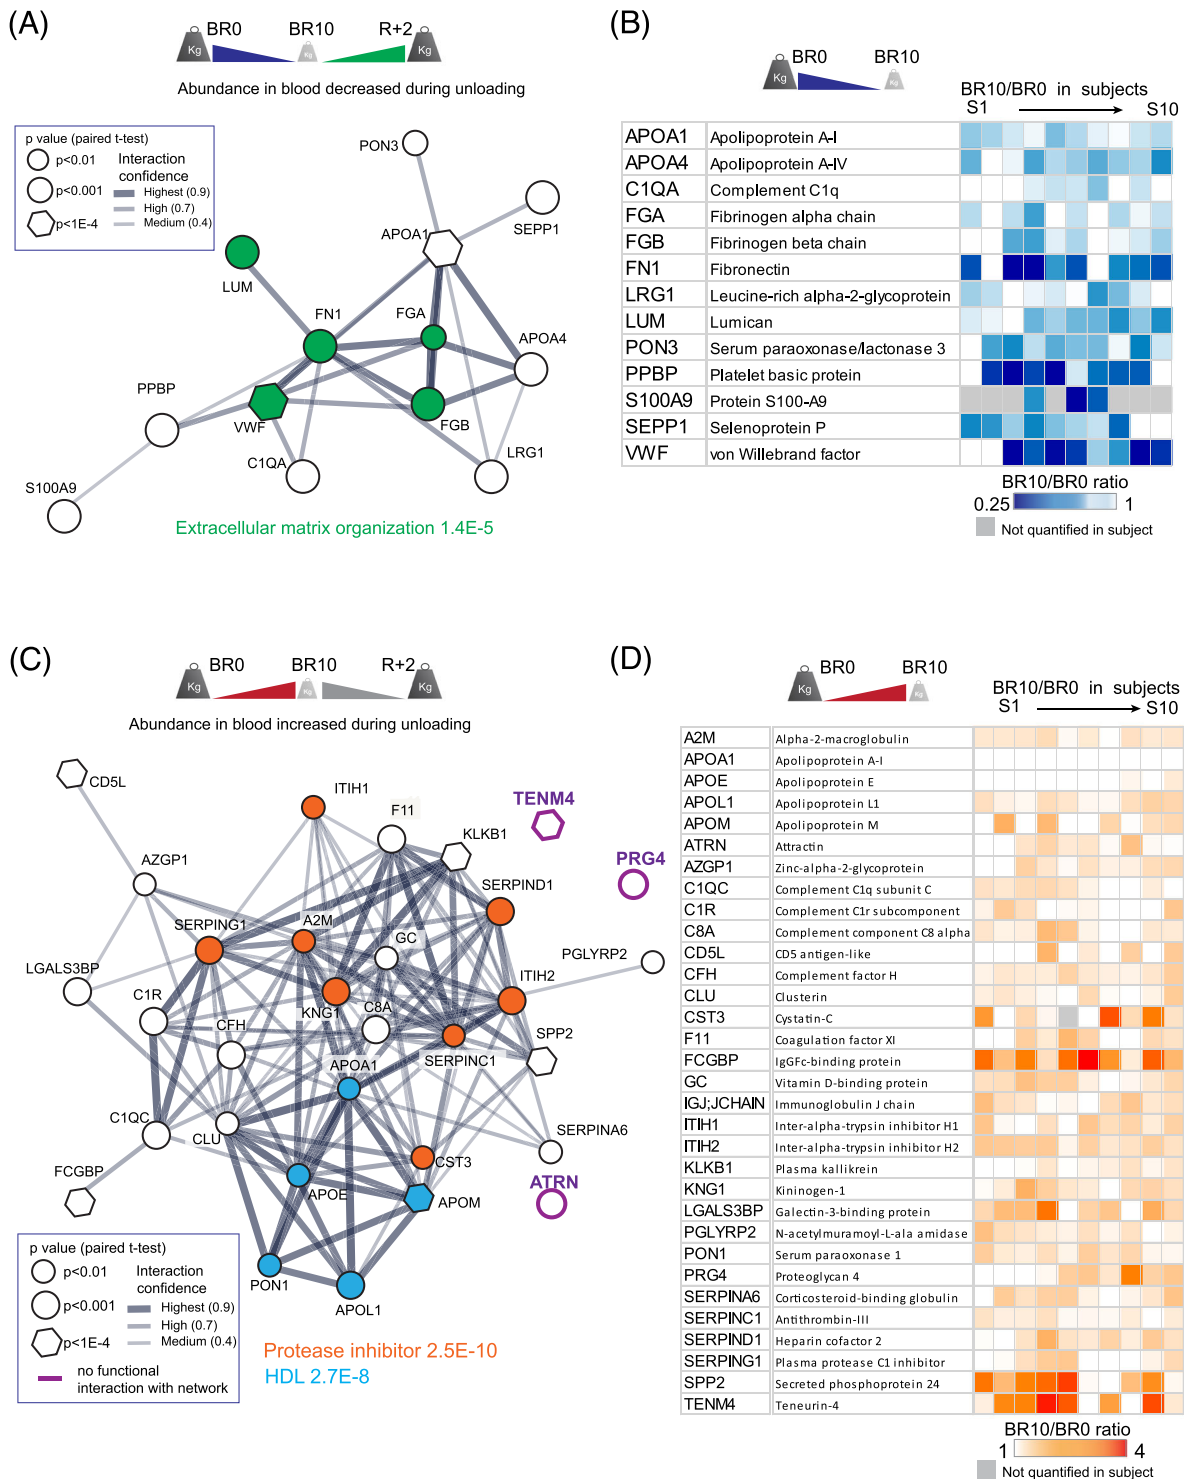 (A)
BR0 BR10 R+2
Kg Kg Kg
Abundance in blood decreased during unloading
p value (paired t-test)
p<0.01
p<0.001
p<1E-4
Interaction
confidence
Highest (0.9)
High (0.7)
Medium (0.4)
PON3
SEPP1
APOA1
LUM
FN1
FGA
APOA4
PPBP
VWF
FGB
C1QA
LRG1
S100A9
Extracellular matrix organization 1.4E-5
(B)
BR0 BR10
Kg Kg
BR10/BR0 in subjects
S1 S10
APOA1 Apolipoprotein A-I
APOA4 Apolipoprotein A-IV
C1QA Complement C1q
FGA Fibrinogen alpha chain
FGB Fibrinogen beta chain
FN1 Fibronectin
LRG1 Leucine-rich alpha-2-glycoprotein
LUM Lumican
PON3 Serum paraoxonase/lactonase 3
PPBP Platelet basic protein
S100A9 Protein S100-A9
SEPP1 Selenoprotein P
VWF von Willebrand factor
BR10/BR0 ratio
0.25 1
Not quantified in subject
(C)
BR0 BR10 R+2
Kg Kg Kg
Abundance in blood increased during unloading
CD5L
ITIH1
F11
TENM4
KLKB1
AZGP1
PRG4
SERPIND1
SERPING1
A2M
GC
PGLYRP2
LGALS3BP
ITIH2
C1R
KNG1
C8A
CFH
SPP2
SERPINC1
APOA1
C1QC
CLU
SERPINA6
FCGBP
CST3
ATRN
APOE
APOM
PON1
APOL1
p value (paired t-test)
p<0.01
p<0.001
p<1E-4
Interaction
confidence
Highest (0.9)
High (0.7)
Medium (0.4)
no functional
interaction with network
Protease inhibitor 2.5E-10
HDL 2.7E-8
(D)
BR0 BR10
Kg Kg
BR10/BR0 in subjects
S1 S10
A2M Alpha-2-macroglobulin
APOA1 Apolipoprotein A-I
APOE Apolipoprotein E
APOL1 Apolipoprotein L1
APOM Apolipoprotein M
ATRN Attractin
AZGP1 Zinc-alpha-2-glycoprotein
C1QC Complement C1q subunit C
C1R Complement C1r subcomponent
C8A Complement component C8 alpha
CD5L CD5 antigen-like
CFH Complement factor H
CLU Clusterin
CST3 Cystatin-C
F11 Coagulation factor XI
FCGBP IgGFc-binding protein
GC Vitamin D-binding protein
IGJ;JCHAIN Immunoglobulin J chain
ITIH1 Inter-alpha-trypsin inhibitor H1
ITIH2 Inter-alpha-trypsin inhibitor H2
KLKB1 Plasma kallikrein
KNG1 Kininogen-1
LGALS3BP Galectin-3-binding protein
PGLYRP2 N-acetylmuramoyl-L-ala amidase
PON1 Serum paraoxonase 1
PRG4 Proteoglycan 4
SERPINA6 Corticosteroid-binding globulin
SERPINC1 Antithrombin-III
SERPIND1 Heparin cofactor 2
SERPING1 Plasma protease C1 inhibitor
SPP2 Secreted phosphoprotein 24
TENM4 Teneurin-4
BR10/BR0 ratio
1 4
Not quantified in subject